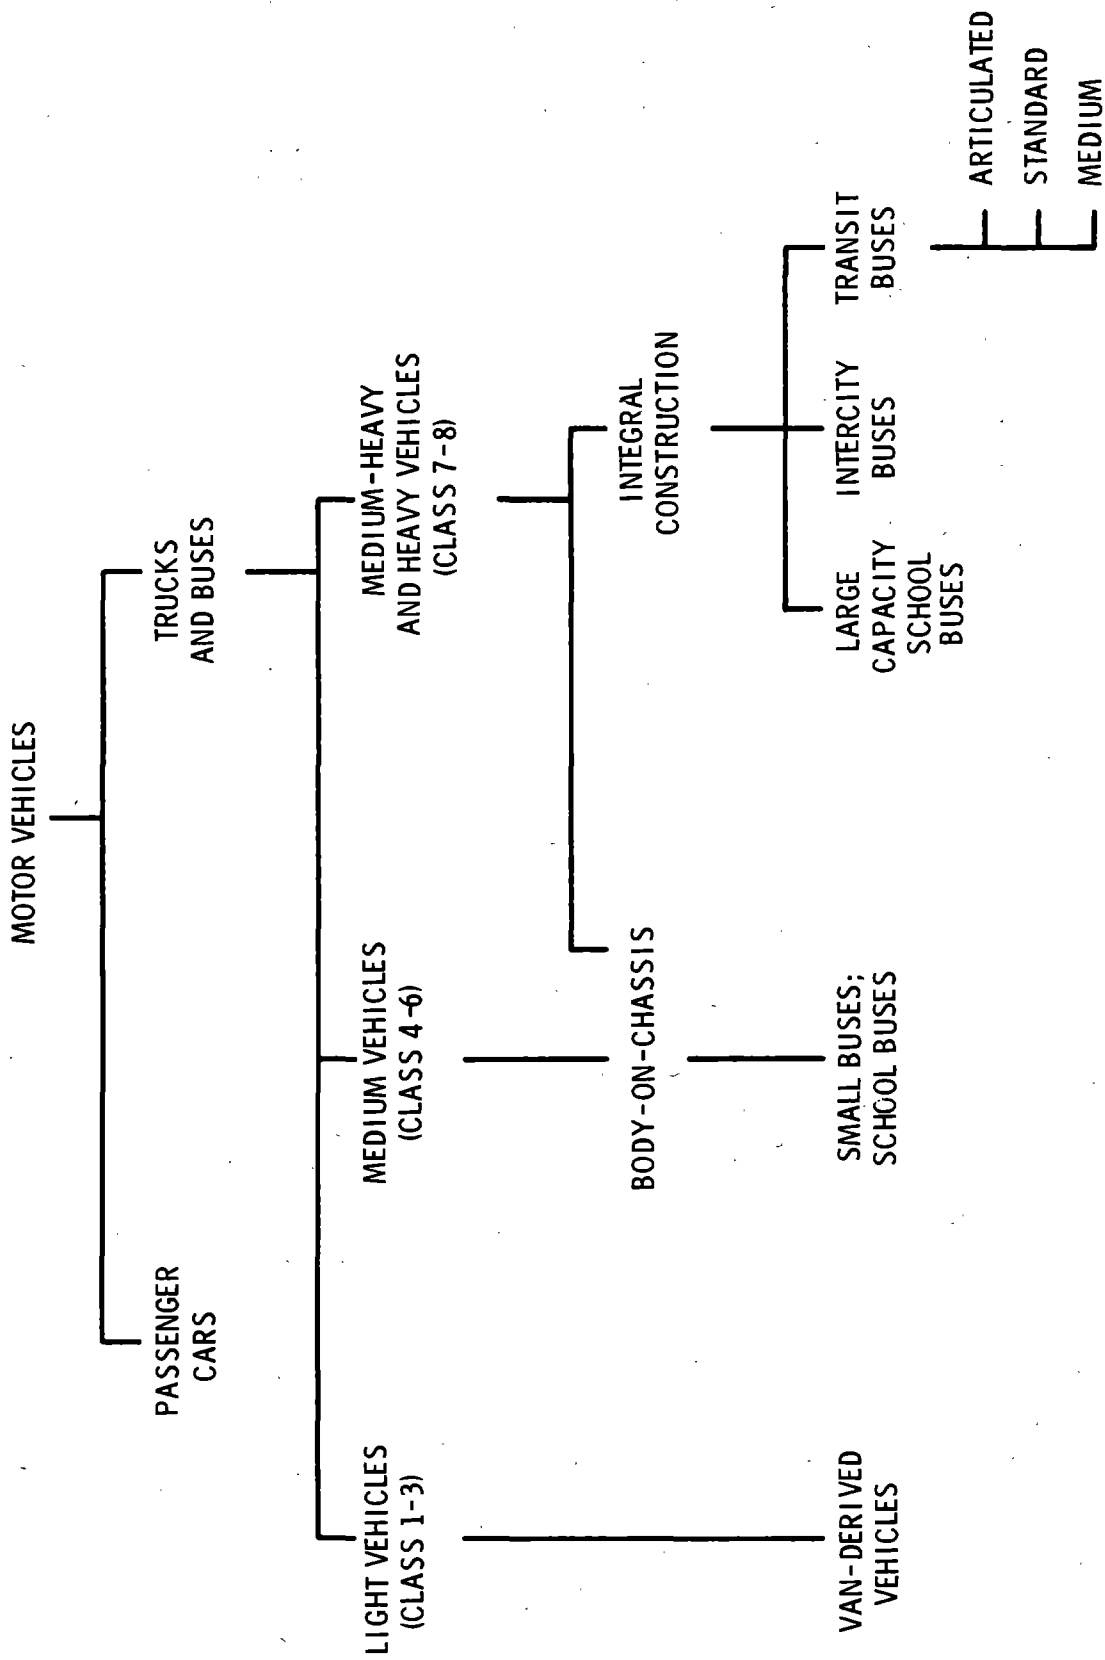 MOTOR VEHICLES
PASSENGER
CARS
TRUCKS
AND BUSES
LIGHT VEHICLES
(CLASS 1-3)
MEDIUM VEHICLES
(CLASS 4-6)
MEDIUM-HEAVY
AND HEAVY VEHICLES
(CLASS 7-8)
BODY-ON-CHASSIS
INTEGRAL
CONSTRUCTION
VAN-DERIVED
VEHICLES
SMALL BUSES;
SCHOOL BUSES
LARGE
CAPACITY
SCHOOL
BUSES
INTERCITY
BUSES
TRANSIT
BUSES
ARTICULATED
STANDARD
MEDIUM